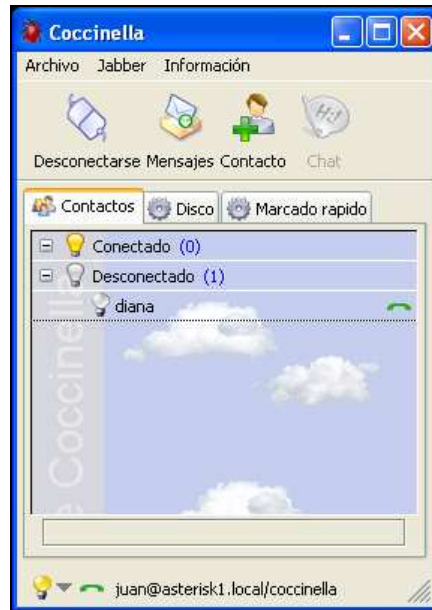 Coccinella
Archivo Jabber Información
Desconectarse Mensajes Contacto Chat
Contactos Disco Marcado rapido
Conectado (0)
Desconectado (1)
diana
e Coccinella
juan@asterisk1.local/coccinella